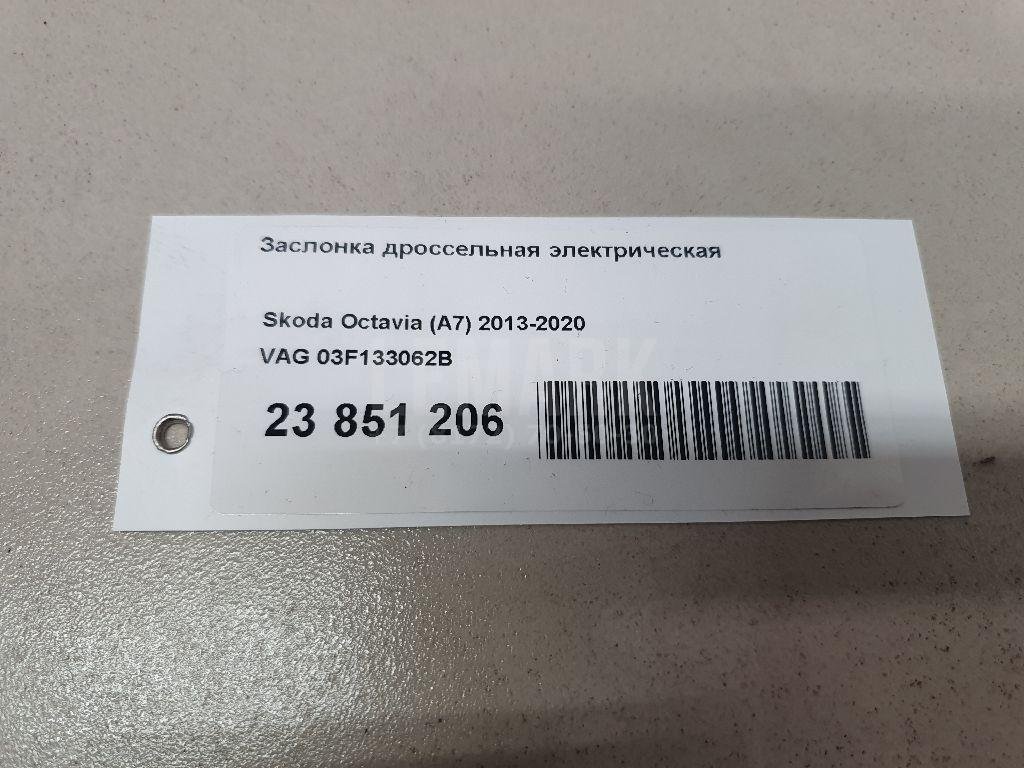 Заслонка дроссельная электрическая
Skoda Octavia (A7) 2013-2020
VAG 03F133062B
23 851 206